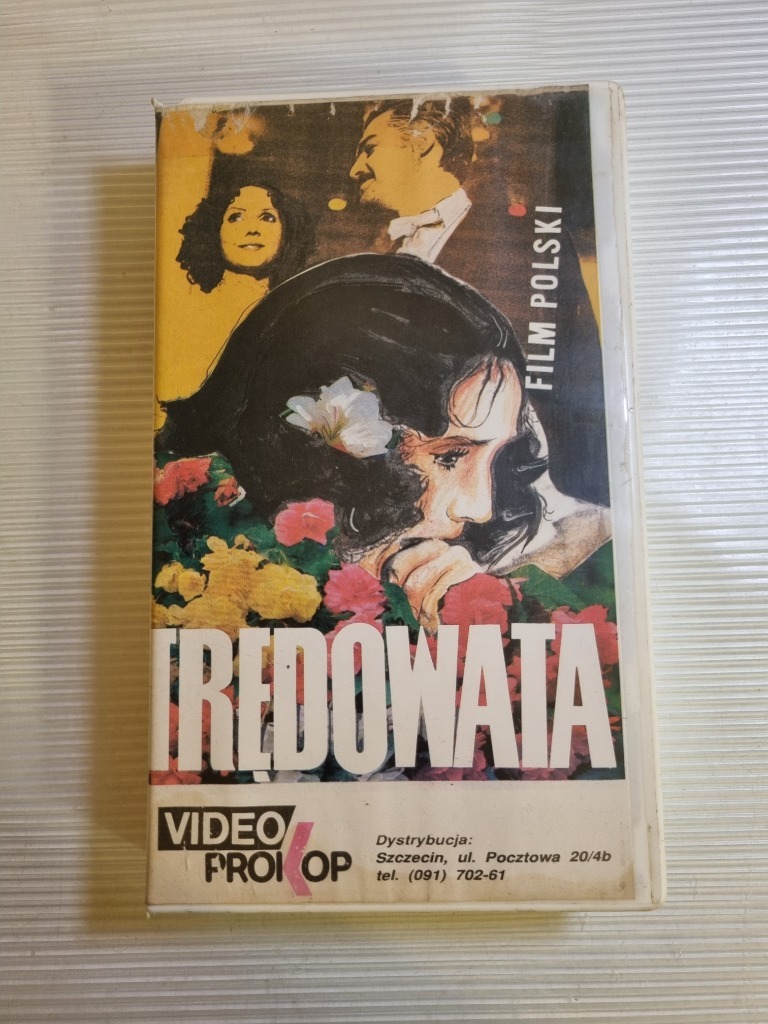 FILM POLSKI
TRĘDOWATA
VIDEO
PROKOP
Dystrybucja:
Szczecin, ul. Pocztowa 20/4b
tel. (091) 702-61